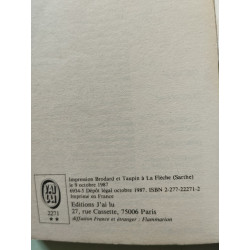 J'AI
LU
2271
**
Impression Brodard et Taupin à La Flèche (Sarthe)
le 9 octobre 1987
6934-5 Dépôt légal octobre 1987. ISBN 2-277-22271-2
Imprimé en France
Editions J'ai lu
27, rue Cassette, 75006 Paris
diffusion France et étranger : Flammarion